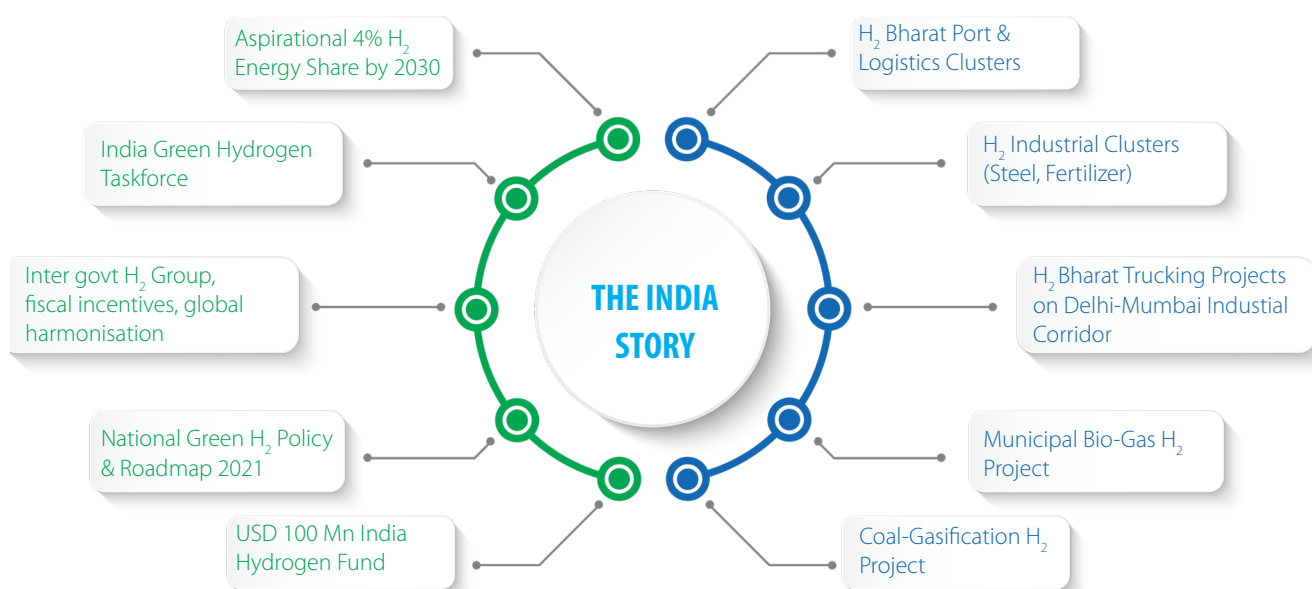 Aspirational 4% H₂
Energy Share by 2030
India Green Hydrogen
Taskforce
Inter govt H₂ Group,
fiscal incentives, global
harmonisation
National Green H₂ Policy
& Roadmap 2021
USD 100 Mn India
Hydrogen Fund
THE INDIA
STORY
H₂ Bharat Port &
Logistics Clusters
H₂ Industrial Clusters
(Steel, Fertilizer)
H₂ Bharat Trucking Projects
on Delhi-Mumbai Industial
Corridor
Municipal Bio-Gas H₂
Project
Coal-Gasification H₂
Project